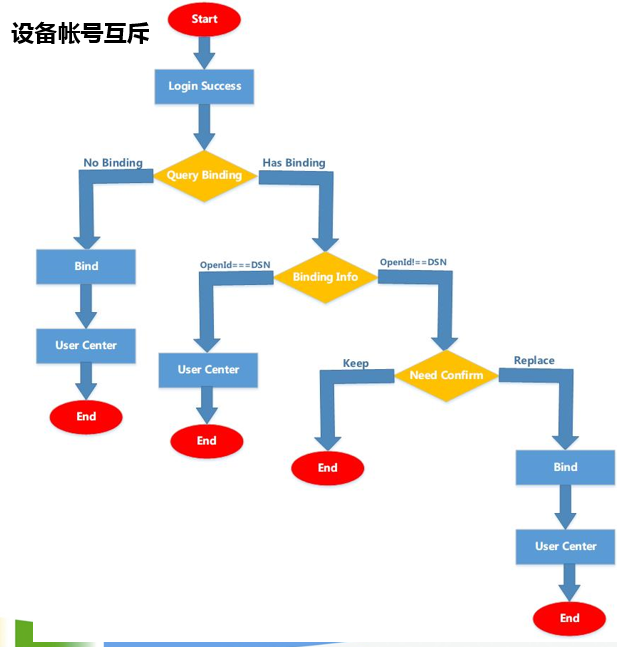 设备帐号互斥
Start
Login Success
No Binding
Has Binding
Query Binding
Bind
OpenId===DSN
OpenId!==DSN
Binding Info
User Center
User Center
Keep
Replace
Need Confirm
End
End
End
Bind
User Center
End